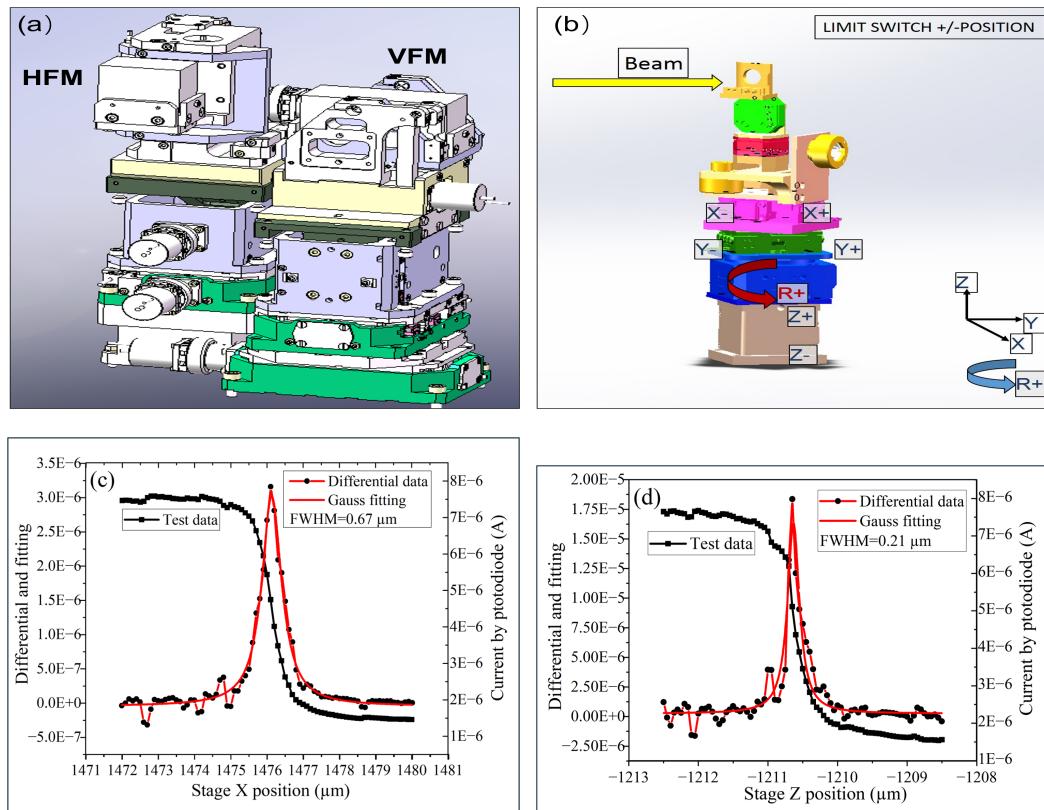 (a)
HFM
VFM
(b)
LIMIT SWITCH +/-POSITION
Beam
X-
X+
Y-
Y+
R+
Z+
Z-
Z
Y
X
R+
(c)
Differential data
Gauss fitting
FWHM=0.67 μm
Test data
3.5E-6
3.0E-6
2.5E-6
2.0E-6
1.5E-6
1.0E-6
5.0E-7
0.0E+0
-5.0E-7
Differential and fitting
8E-6
7E-6
6E-6
5E-6
4E-6
3E-6
2E-6
1E-6
Current by ptotodiode (A)
1471 1472 1473 1474 1475 1476 1477 1478 1479 1480 1481
Stage X position (μm)
(d)
Differential data
Gauss fitting
FWHM=0.21 μm
Test data
2.00E-5
1.75E-5
1.50E-5
1.25E-5
1.00E-5
7.50E-6
5.00E-6
2.50E-6
0.00E+0
−2.50E-6
Differential and fitting
8E-6
7E-6
6E-6
5E-6
4E-6
3E-6
2E-6
1E-6
Current by ptotodiode (A)
−1213 −1212 −1211 −1210 −1209 −1208
Stage Z position (μm)